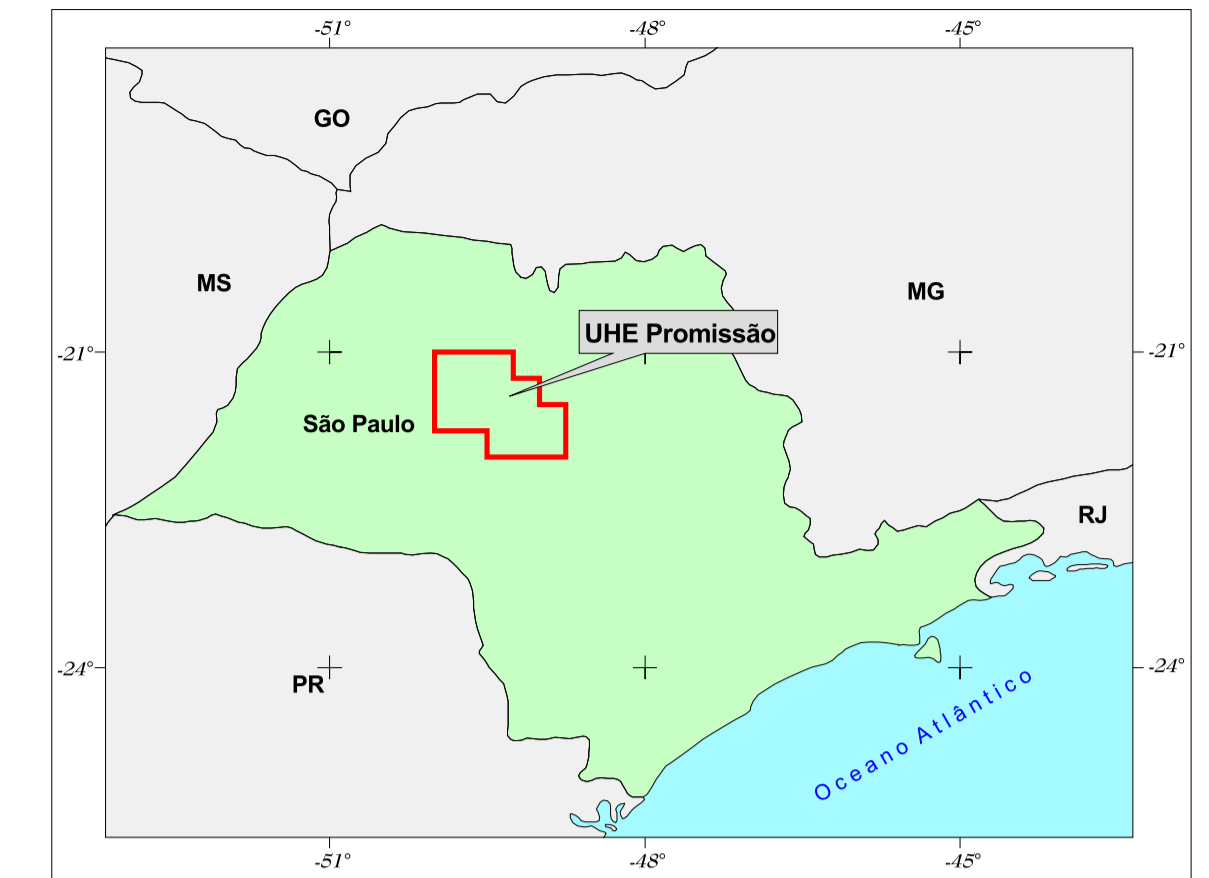 -51° -48° -45°
GO
MS
MG
UHE Promissão
-21° -21°
São Paulo
RJ
-24° -24°
PR
Oceano Atlântico
-51° -48° -45°